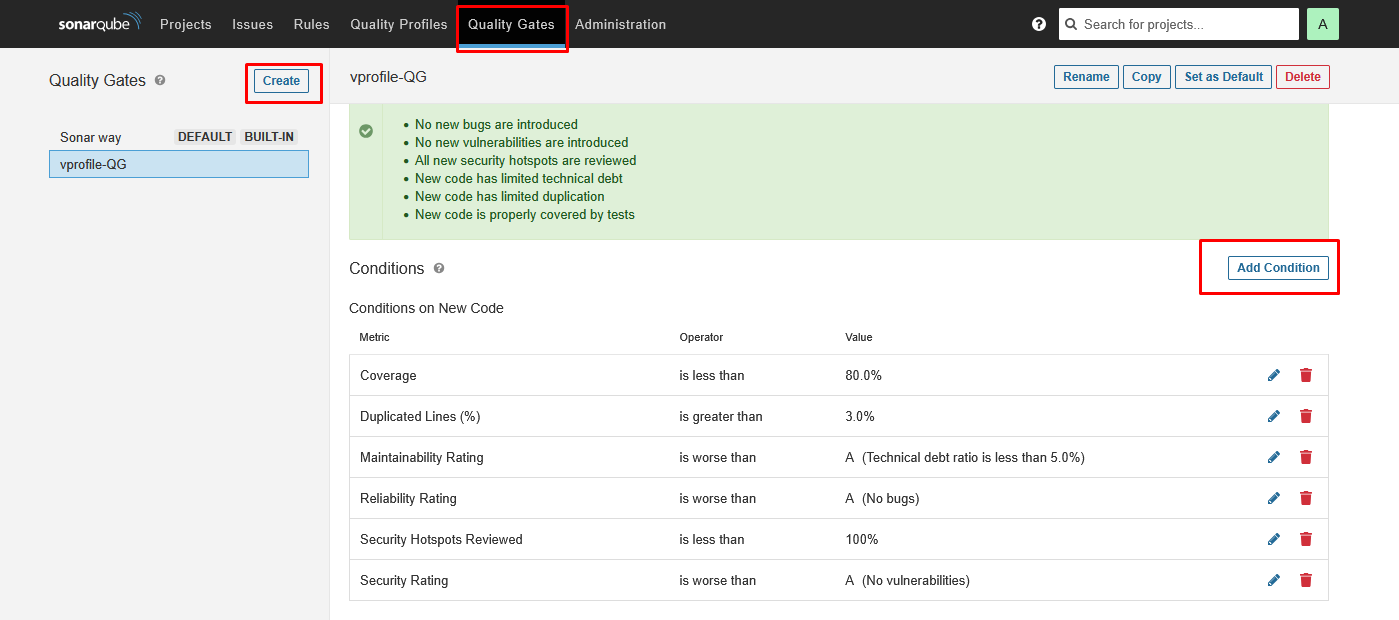 sonarqube Projects Issues Rules Quality Profiles Quality Gates Administration ? Search for projects... A
Quality Gates ? Create
Sonar way DEFAULT BUILT-IN
vprofile-QG
vprofile-QG Rename Copy Set as Default Delete
• No new bugs are introduced
• No new vulnerabilities are introduced
• All new security hotspots are reviewed
• New code has limited technical debt
• New code has limited duplication
• New code is properly covered by tests
Conditions ? Add Condition
Conditions on New Code
Metric Operator Value
Coverage is less than 80.0%
Duplicated Lines (%) is greater than 3.0%
Maintainability Rating is worse than A (Technical debt ratio is less than 5.0%)
Reliability Rating is worse than A (No bugs)
Security Hotspots Reviewed is less than 100%
Security Rating is worse than A (No vulnerabilities)